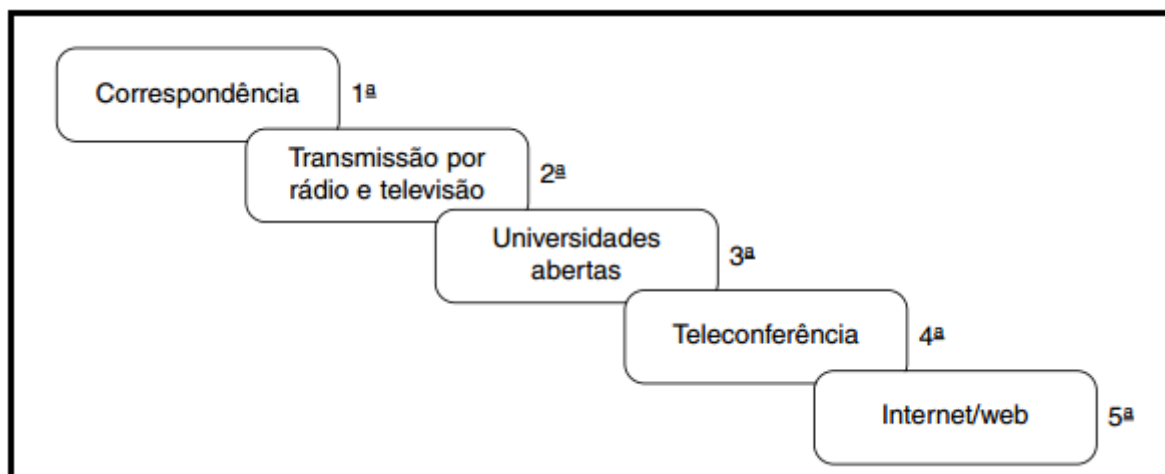 Correspondência 1ª
Transmissão por
rádio e televisão 2ª
Universidades
abertas 3ª
Teleconferência 4ª
Internet/web 5ª